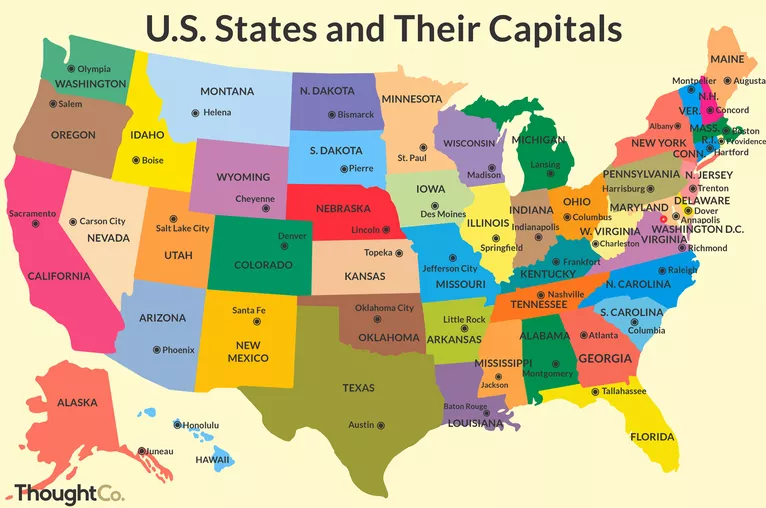 U.S. States and Their Capitals
Olympia
WASHINGTON
Salem
OREGON
IDAHO
Boise
MONTANA
Helena
WYOMING
Cheyenne
N. DAKOTA
Bismarck
S. DAKOTA
Pierre
NEBRASKA
Lincoln
MINNESOTA
St. Paul
WISCONSIN
Madison
MICHIGAN
Lansing
IOWA
Des Moines
Sacramento
CALIFORNIA
Carson City
NEVADA
Salt Lake City
UTAH
Denver
COLORADO
Topeka
KANSAS
Jefferson City
MISSOURI
ILLINOIS
Springfield
INDIANA
Indianapolis
OHIO
Columbus
W. VIRGINIA
Charleston
Frankfort
KENTUCKY
Nashville
TENNESSEE
ARIZONA
Phoenix
Santa Fe
NEW
MEXICO
Oklahoma City
OKLAHOMA
Little Rock
ARKANSAS
TEXAS
Austin
Baton Rouge
LOUISIANA
MISSISSIPPI
Jackson
ALABAMA
Montgomery
Atlanta
GEORGIA
Tallahassee
FLORIDA
S. CAROLINA
Columbia
Raleigh
N. CAROLINA
VIRGINIA
Richmond
WASHINGTON D.C.
Annapolis
MARYLAND
Dover
DELAWARE
Trenton
N. JERSEY
PENNSYLVANIA
Harrisburg
NEW YORK
Albany
CONN.
Hartford
R.I.
Providence
MASS.
Boston
VER.
Montpelier
N.H.
Concord
MAINE
Augusta
ALASKA
Juneau
Honolulu
HAWAII
ThoughtCo.